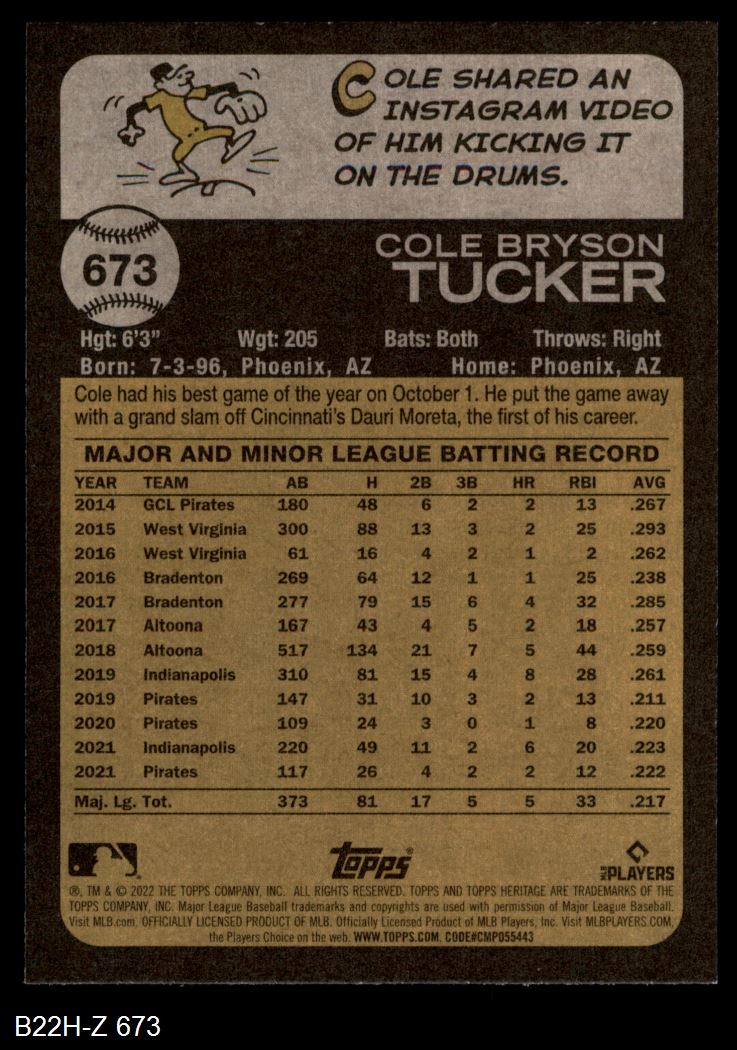 COLE SHARED AN
INSTAGRAM VIDEO
OF HIM KICKING IT
ON THE DRUMS.
673
COLE BRYSON
TUCKER
Hgt: 6'3" Wgt: 205 Bats: Both Throws: Right
Born: 7-3-96, Phoenix, AZ Home: Phoenix, AZ
Cole had his best game of the year on October 1. He put the game away
with a grand slam off Cincinnati's Dauri Moreta, the first of his career.
MAJOR AND MINOR LEAGUE BATTING RECORD
YEAR TEAM AB H 2B 3B HR RBI AVG
2014 GCL Pirates 180 48 6 2 2 13 .267
2015 West Virginia 300 88 13 3 2 25 .293
2016 West Virginia 61 16 4 2 1 2 .262
2016 Bradenton 269 64 12 1 1 25 .238
2017 Bradenton 277 79 15 6 4 32 .285
2017 Altoona 167 43 4 5 2 18 .257
2018 Altoona 517 134 21 7 5 44 .259
2019 Indianapolis 310 81 15 4 8 28 .261
2019 Pirates 147 31 10 3 2 13 .211
2020 Pirates 109 24 3 0 1 8 .220
2021 Indianapolis 220 49 11 2 6 20 .223
2021 Pirates 117 26 4 2 2 12 .222
Maj. Lg. Tot. 373 81 17 5 5 33 .217
TOPPS® PLAYERS
®, TM & © 2022 THE TOPPS COMPANY, INC. ALL RIGHTS RESERVED. TOPPS AND TOPPS HERITAGE ARE TRADEMARKS OF THE
TOPPS COMPANY, INC. Major League Baseball trademarks and copyrights are used with permission of Major League Baseball.
Visit MLB.com. OFFICIALLY LICENSED PRODUCT OF MLB. Officially Licensed Product of MLB Players, Inc. Visit MLBPLAYERS.COM,
the Players Choice on the web. WWW.TOPPS.COM. CODE#CMP055443
B22H-Z 673